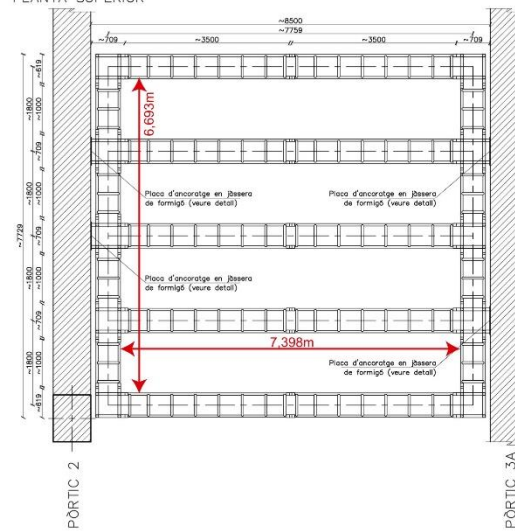 PLANTA SUPERIOR
~8500
~7759
~709
~3500
~3500
~709
~619
~1800
~1000
~709
~1800
~1000
~7729
~709
~1800
~1000
~709
~1800
~1000
~619
6,693m
Placa d'ancoratge en jàssera
de formigó (veure detall)
Placa d'ancoratge en jàssera
de formigó (veure detall)
Placa d'ancoratge en jàssera
de formigó (veure detall)
7,398m
Placa d'ancoratge en jàssera
de formigó (veure detall)
PÒRTIC 2
PÒRTIC 3A